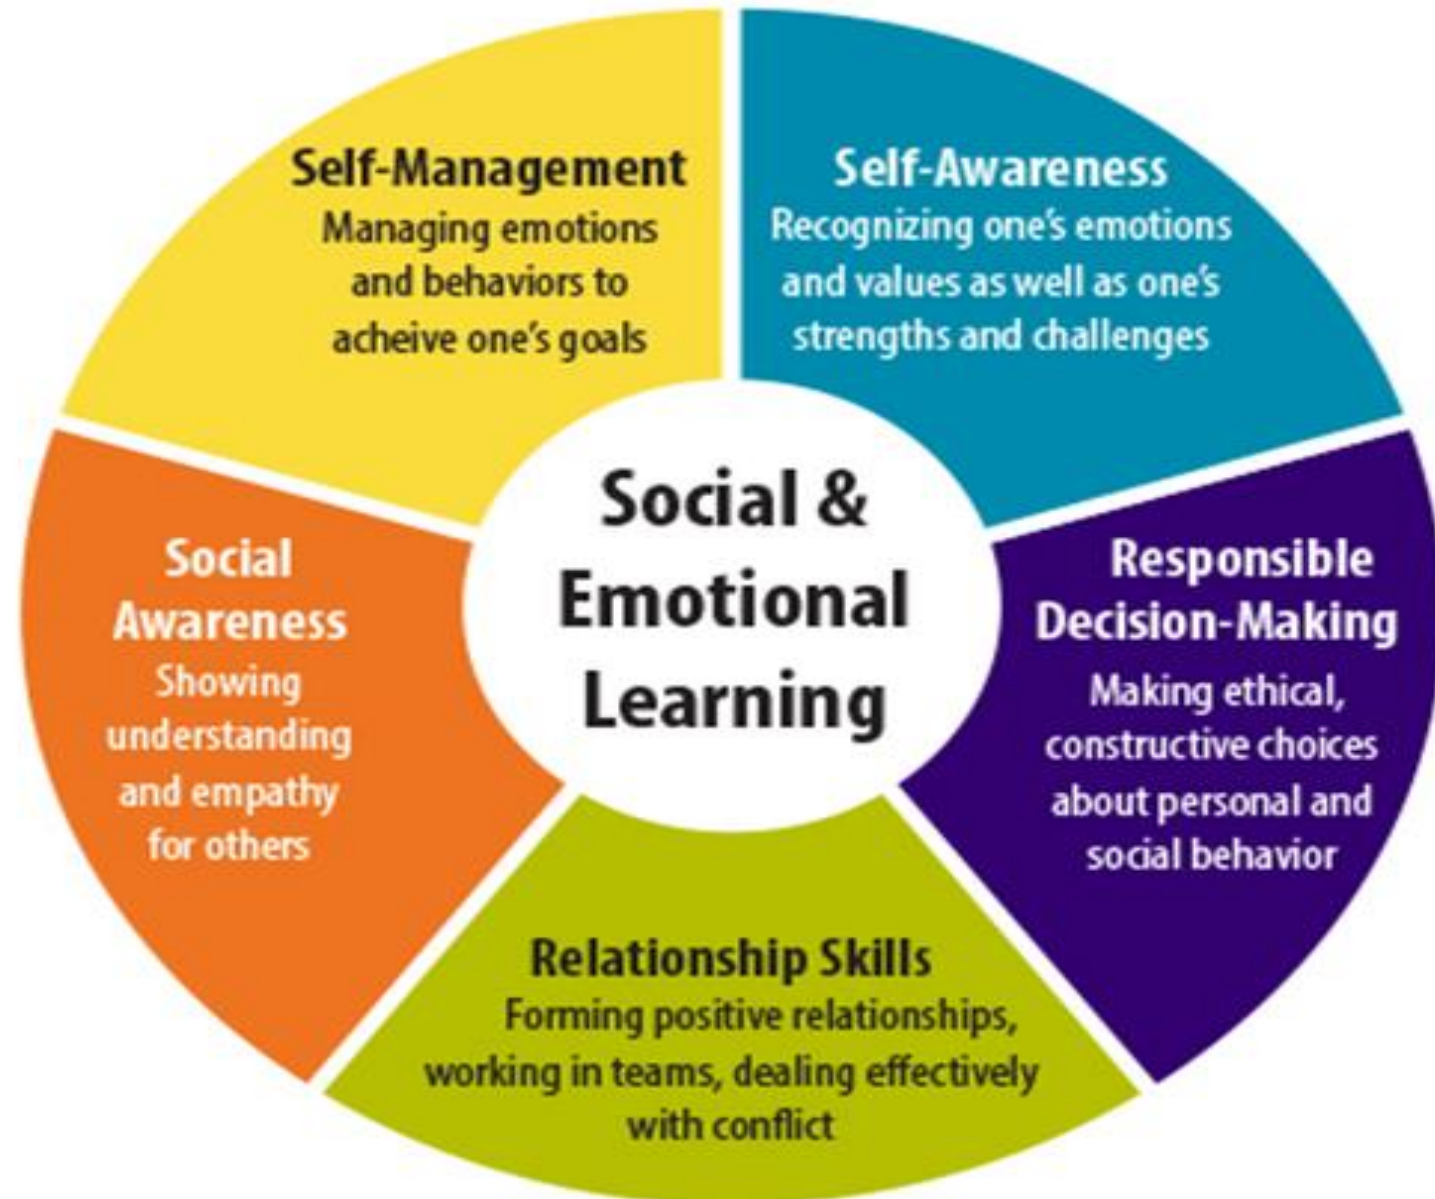 Self-Management
Managing emotions
and behaviors to
acheive one's goals
Self-Awareness
Recognizing one's emotions
and values as well as one's
strengths and challenges
Social &
Emotional
Learning
Social
Awareness
Showing
understanding
and empathy
for others
Responsible
Decision-Making
Making ethical,
constructive choices
about personal and
social behavior
Relationship Skills
Forming positive relationships,
working in teams, dealing effectively
with conflict